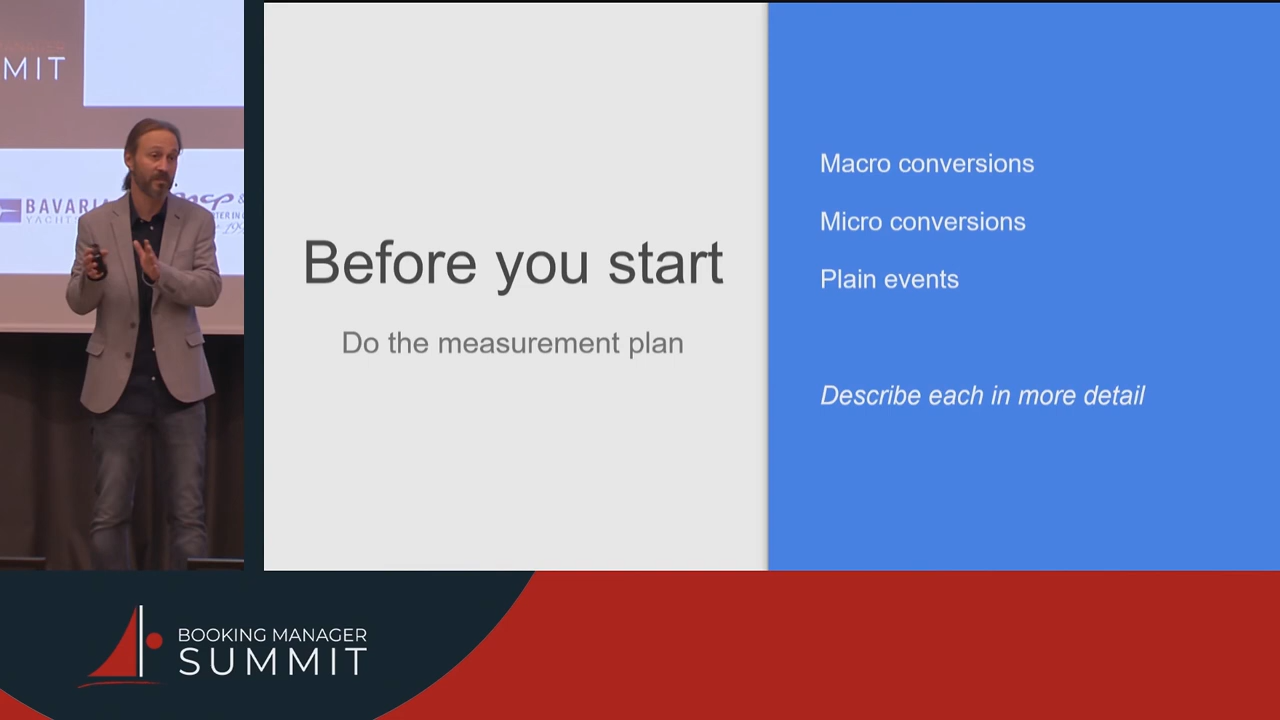 MIT
BAVARIA
YACHTS
Before you start
Do the measurement plan
Macro conversions
Micro conversions
Plain events
Describe each in more detail
BOOKING MANAGER
SUMMIT